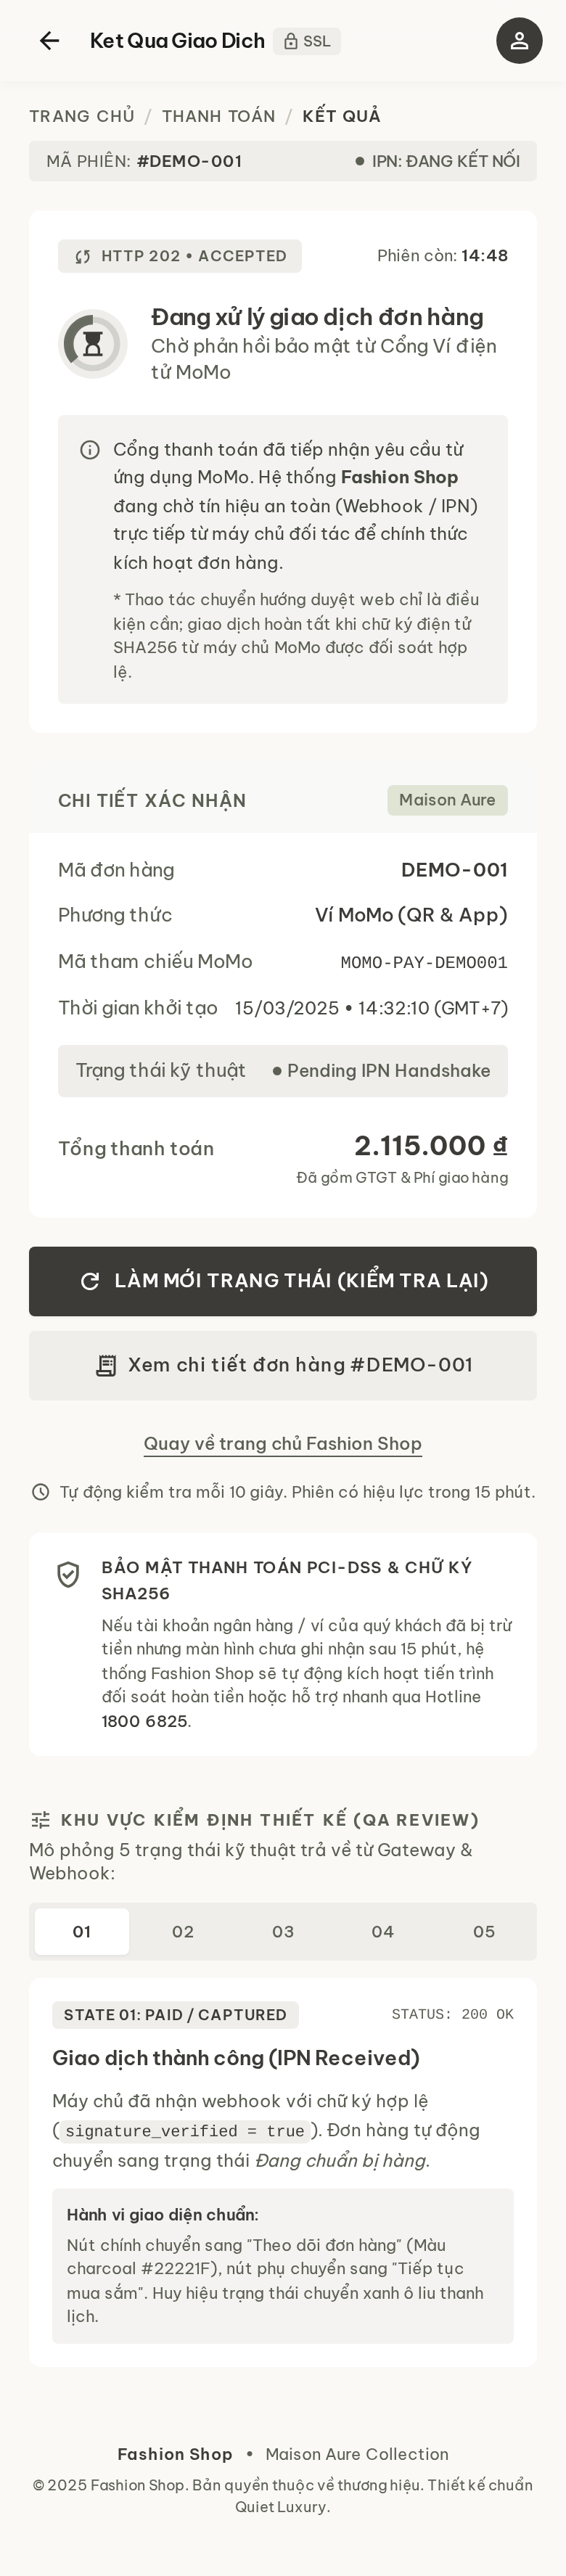 Ket Qua Giao Dich SSL
TRANG CHỦ / THANH TOÁN / KẾT QUẢ
MÃ PHIÊN: #DEMO-001 ● IPN: ĐANG KẾT NỐI
HTTP 202 • ACCEPTED Phiên còn: 14:48
Đang xử lý giao dịch đơn hàng
Chờ phản hồi bảo mật từ Cổng Ví điện
tử MoMo
Cổng thanh toán đã tiếp nhận yêu cầu từ
ứng dụng MoMo. Hệ thống Fashion Shop
đang chờ tín hiệu an toàn (Webhook / IPN)
trực tiếp từ máy chủ đối tác để chính thức
kích hoạt đơn hàng.
* Thao tác chuyển hướng duyệt web chỉ là điều
kiện cần; giao dịch hoàn tất khi chữ ký điện tử
SHA256 từ máy chủ MoMo được đối soát hợp
lệ.
CHI TIẾT XÁC NHẬN Maison Aure
Mã đơn hàng DEMO-001
Phương thức Ví MoMo (QR & App)
Mã tham chiếu MoMo MOMO-PAY-DEMO001
Thời gian khởi tạo 15/03/2025 • 14:32:10 (GMT+7)
Trạng thái kỹ thuật ● Pending IPN Handshake
Tổng thanh toán 2.115.000 ₫
Đã gồm GTGT & Phí giao hàng
LÀM MỚI TRẠNG THÁI (KIỂM TRA LẠI)
Xem chi tiết đơn hàng #DEMO-001
Quay về trang chủ Fashion Shop
Tự động kiểm tra mỗi 10 giây. Phiên có hiệu lực trong 15 phút.
BẢO MẬT THANH TOÁN PCI-DSS & CHỮ KÝ
SHA256
Nếu tài khoản ngân hàng / ví của quý khách đã bị trừ
tiền nhưng màn hình chưa ghi nhận sau 15 phút, hệ
thống Fashion Shop sẽ tự động kích hoạt tiến trình
đối soát hoàn tiền hoặc hỗ trợ nhanh qua Hotline
1800 6825.
KHU VỰC KIỂM ĐỊNH THIẾT KẾ (QA REVIEW)
Mô phỏng 5 trạng thái kỹ thuật trả về từ Gateway &
Webhook:
01 02 03 04 05
STATE 01: PAID / CAPTURED STATUS: 200 OK
Giao dịch thành công (IPN Received)
Máy chủ đã nhận webhook với chữ ký hợp lệ
(signature_verified = true). Đơn hàng tự động
chuyển sang trạng thái Đang chuẩn bị hàng.
Hành vi giao diện chuẩn:
Nút chính chuyển sang "Theo dõi đơn hàng" (Màu
charcoal #22221F), nút phụ chuyển sang "Tiếp tục
mua sắm". Huy hiệu trạng thái chuyển xanh ô liu thanh
lịch.
Fashion Shop • Maison Aure Collection
© 2025 Fashion Shop. Bản quyền thuộc về thương hiệu. Thiết kế chuẩn
Quiet Luxury.